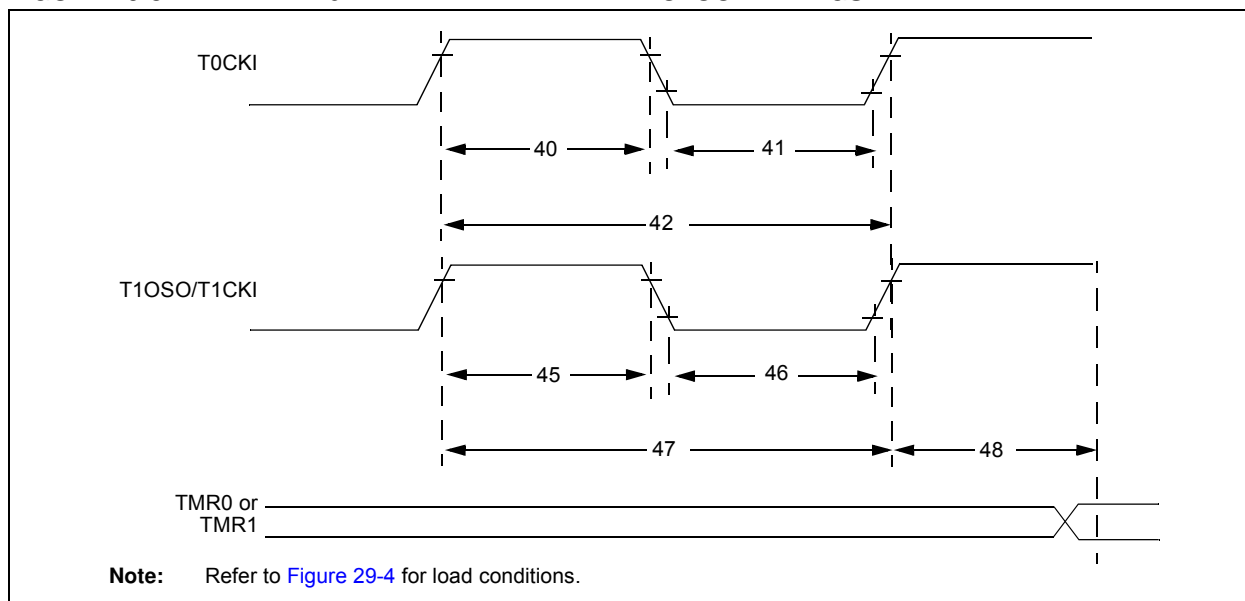 T0CKI
40
41
42
T1OSO/T1CKI
45
46
47
48
TMR0 or
TMR1
Note: Refer to Figure 29-4 for load conditions.